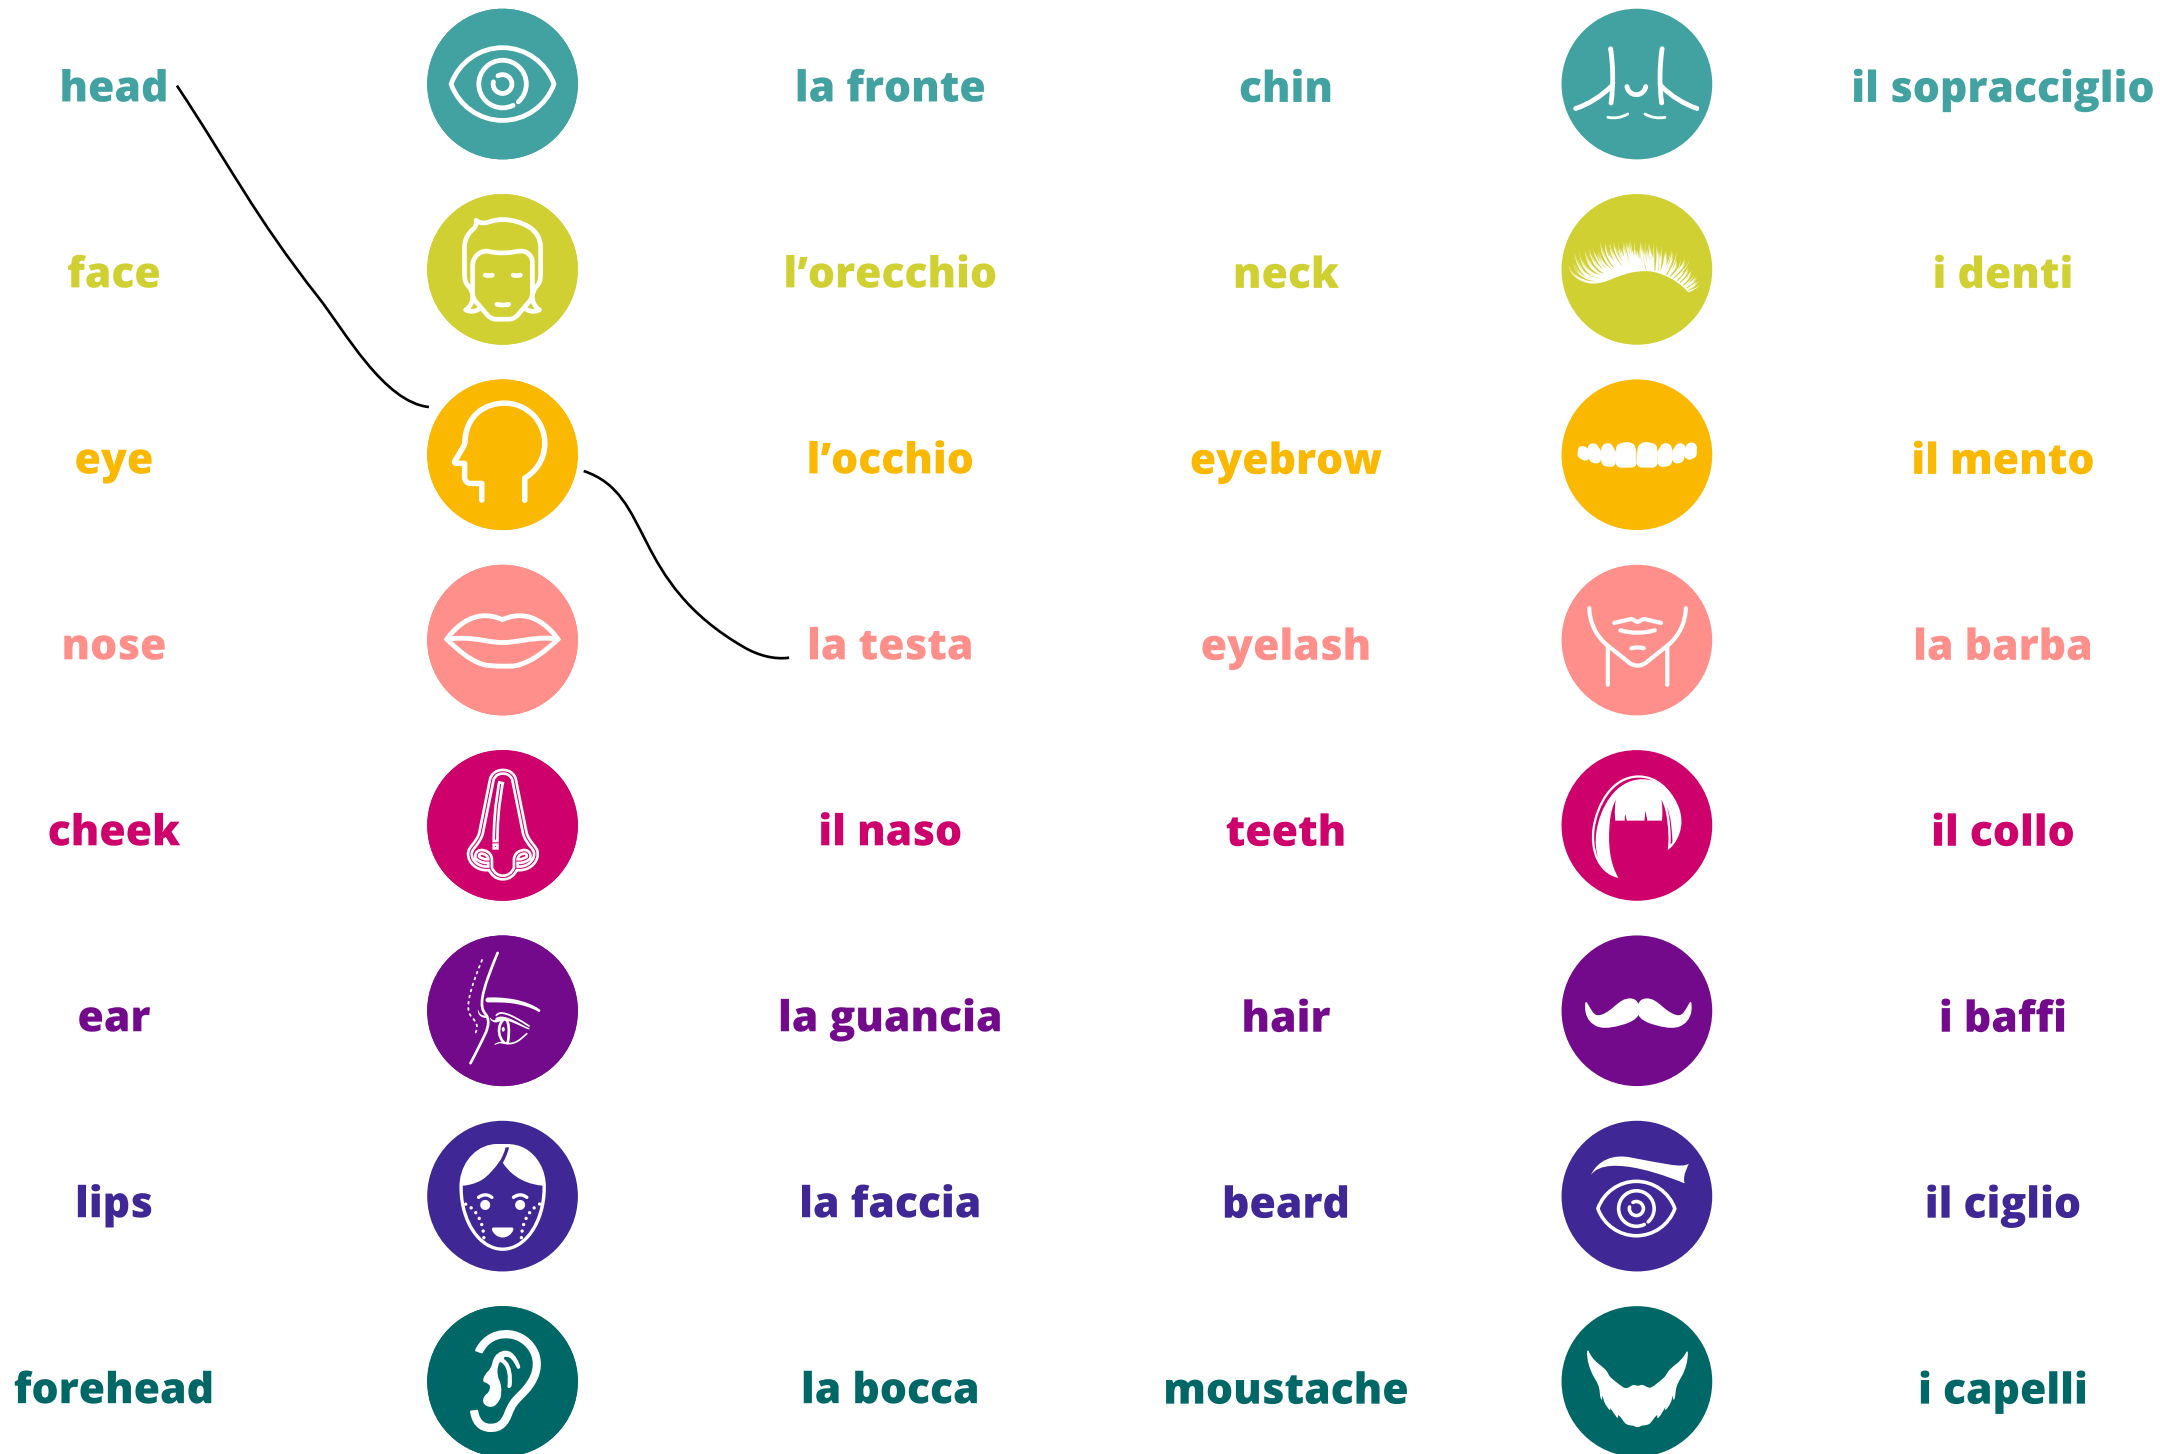 head la fronte chin il sopracciglio
face l’orecchio neck i denti
eye l’occhio eyebrow il mento
nose la testa eyelash la barba
cheek il naso teeth il collo
ear la guancia hair i baffi
lips la faccia beard il ciglio
forehead la bocca moustache i capelli